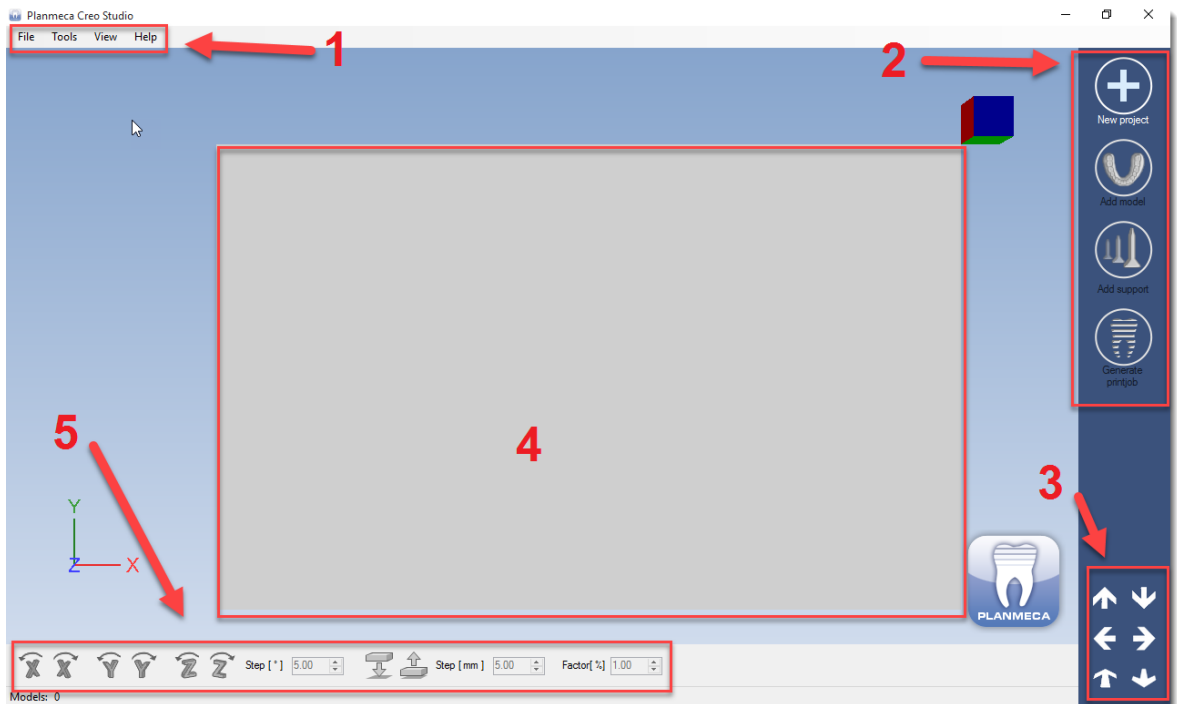 Planmeca Creo Studio
File Tools View Help
1
2
New project
Add model
Add support
Generate
printjob
5
4
3
Y
Z X
PLANMECA
X X Y Y Z Z Step [ ° ] 5.00 Step [ mm ] 5.00 Factor[ %] 1.00
Models: 0